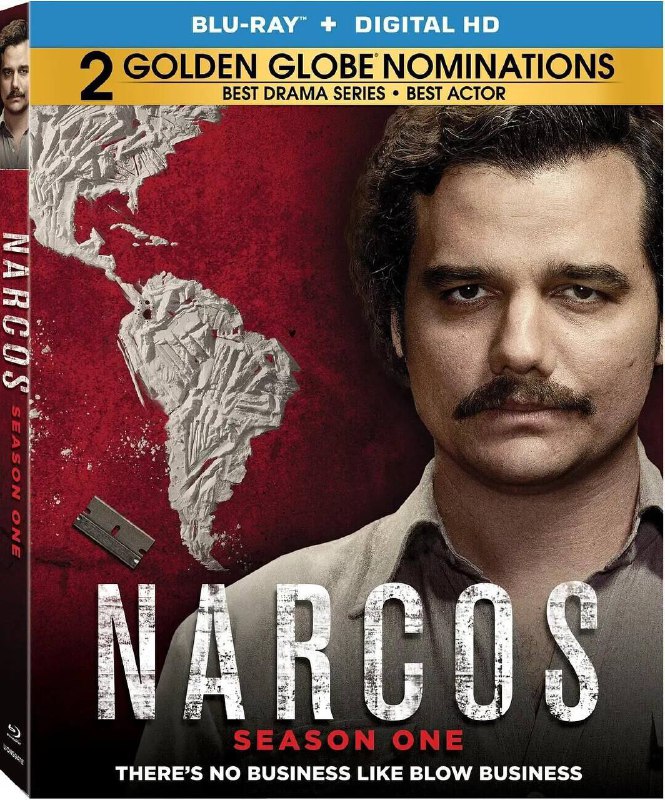 BLU-RAY™ + DIGITAL HD
2 GOLDEN GLOBE® NOMINATIONS
BEST DRAMA SERIES • BEST ACTOR
NARCOS
SEASON ONE
THERE'S NO BUSINESS LIKE BLOW BUSINESS
NARCOS
SEASON ONE